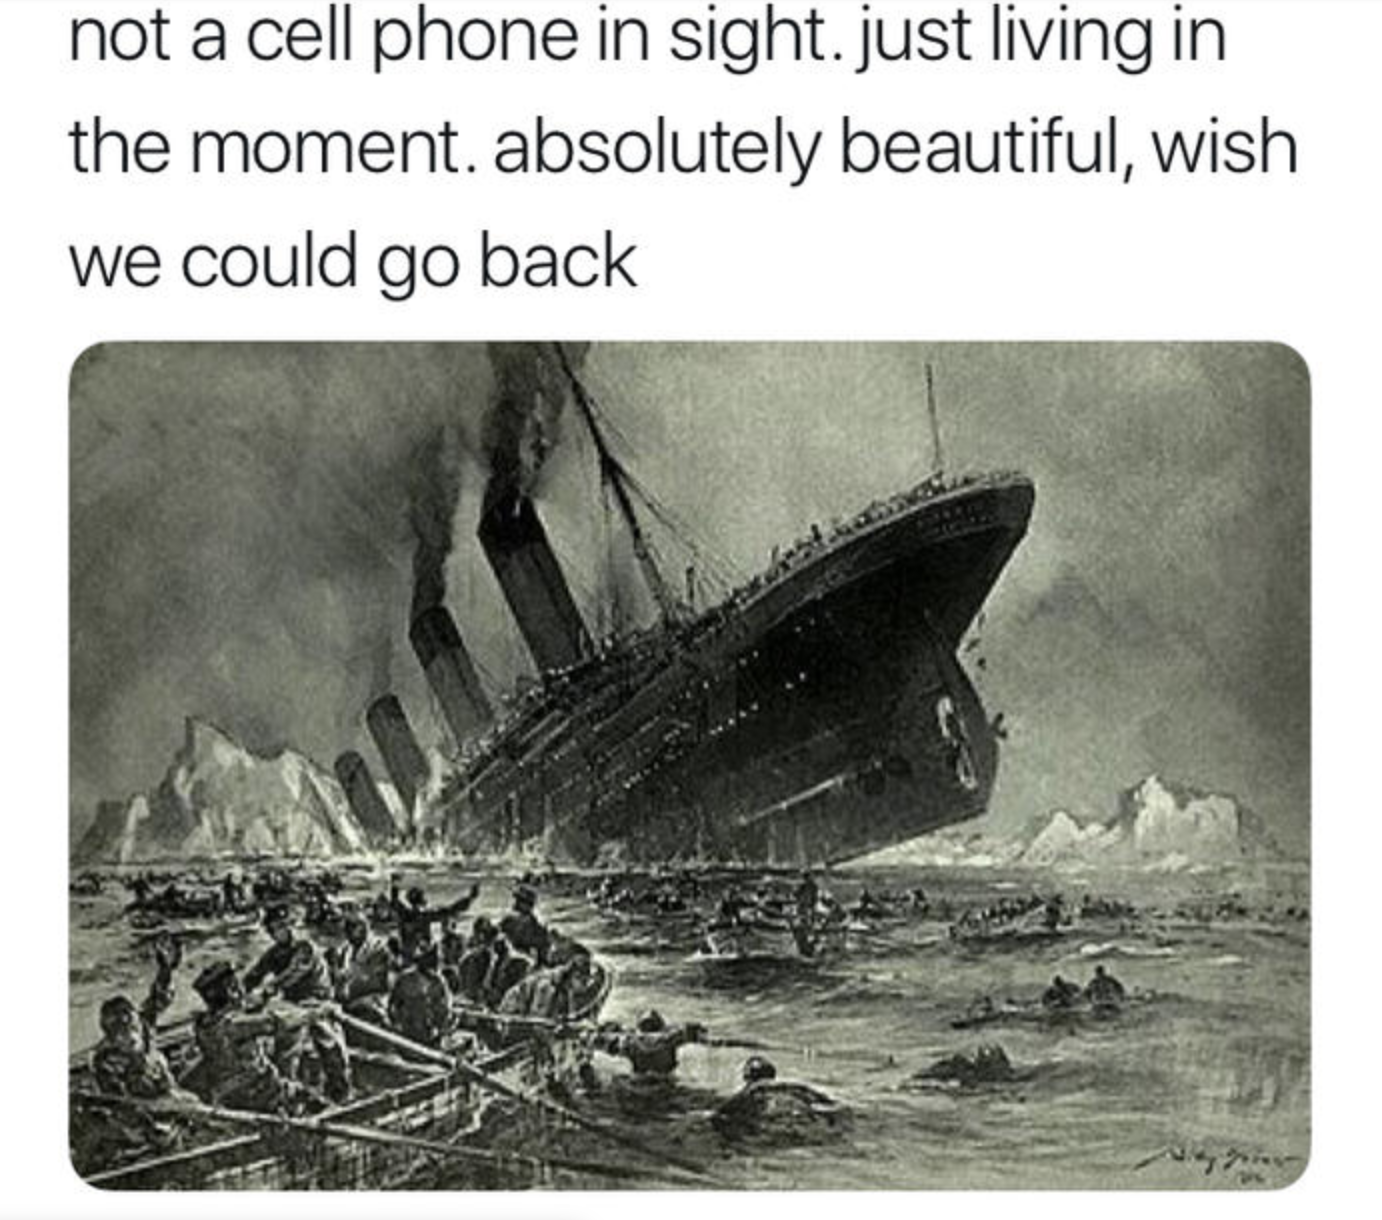 not a cell phone in sight. just living in
the moment. absolutely beautiful, wish
we could go back